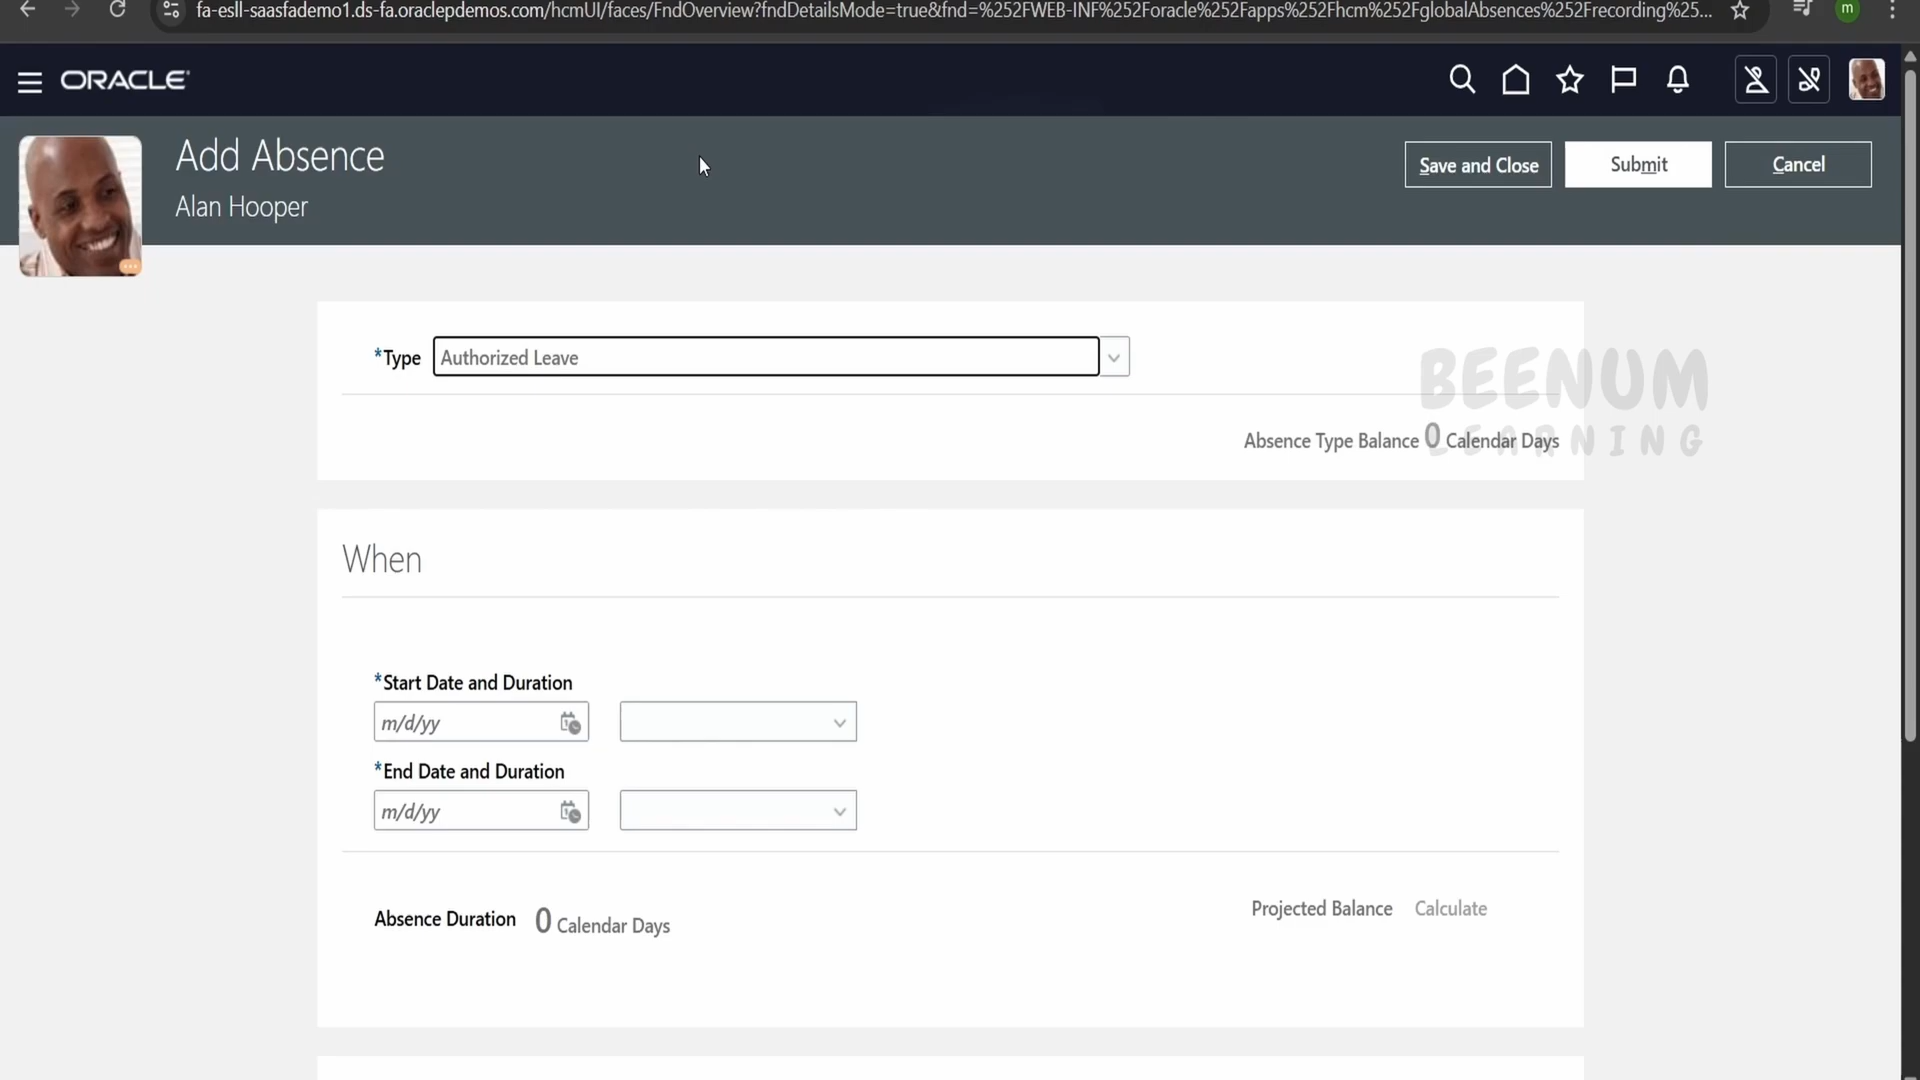 fa-esll-saasfademo1.ds-fa.oraclepdemos.com/hcmUI/faces/FndOverview?fndDetailsMode=true&fnd=%252FWEB-INF%252Foracle%252Fapps%252Fhcm%252FglobalAbsences%252Frecording%25...
m
ORACLE
Add Absence
Alan Hooper
Save and Close
Submit
Cancel
*Type Authorized Leave
BEENUM
LEARNING
Absence Type Balance 0 Calendar Days
When
*Start Date and Duration
m/d/yy
*End Date and Duration
m/d/yy
Absence Duration 0 Calendar Days
Projected Balance Calculate